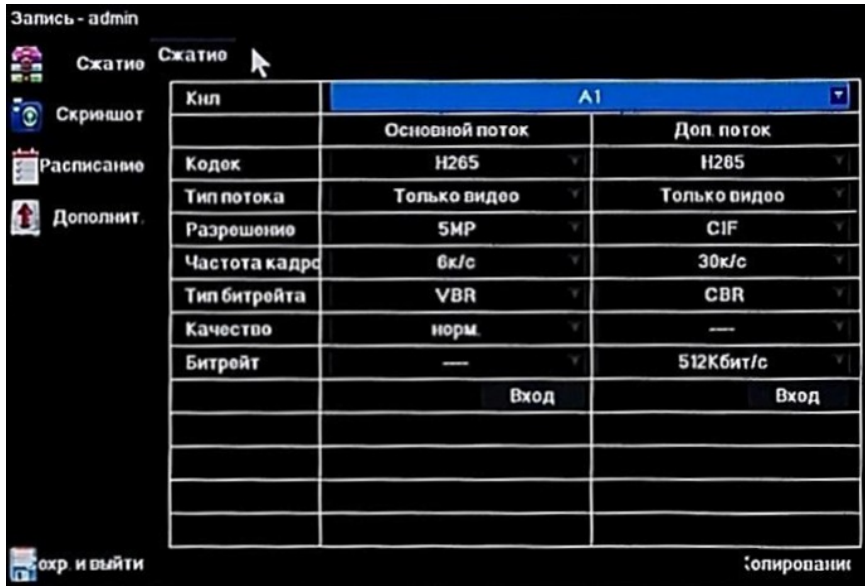 Запись - admin
Сжатие
Сжатие
Скриншот
Расписание
Дополнит.
Кнл A1
Основной поток Доп. поток
Кодек H265 H265
Тип потока Только видео Только видео
Разрешение 5MP CIF
Частота кадро 6к/с 30к/с
Тип битрейта VBR CBR
Качество норм. ----
Битрейт ---- 512Кбит/с
Вход Вход
Сохр. и выйти
Копировани